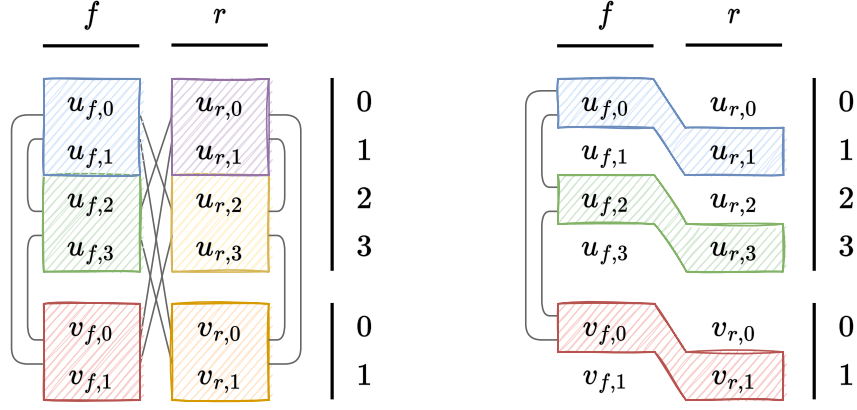 f r f r
u_{f,0} u_{r,0} 0 u_{f,0} u_{r,0} 0
u_{f,1} u_{r,1} 1 u_{f,1} u_{r,1} 1
u_{f,2} u_{r,2} 2 u_{f,2} u_{r,2} 2
u_{f,3} u_{r,3} 3 u_{f,3} u_{r,3} 3
v_{f,0} v_{r,0} 0 v_{f,0} v_{r,0} 0
v_{f,1} v_{r,1} 1 v_{f,1} v_{r,1} 1